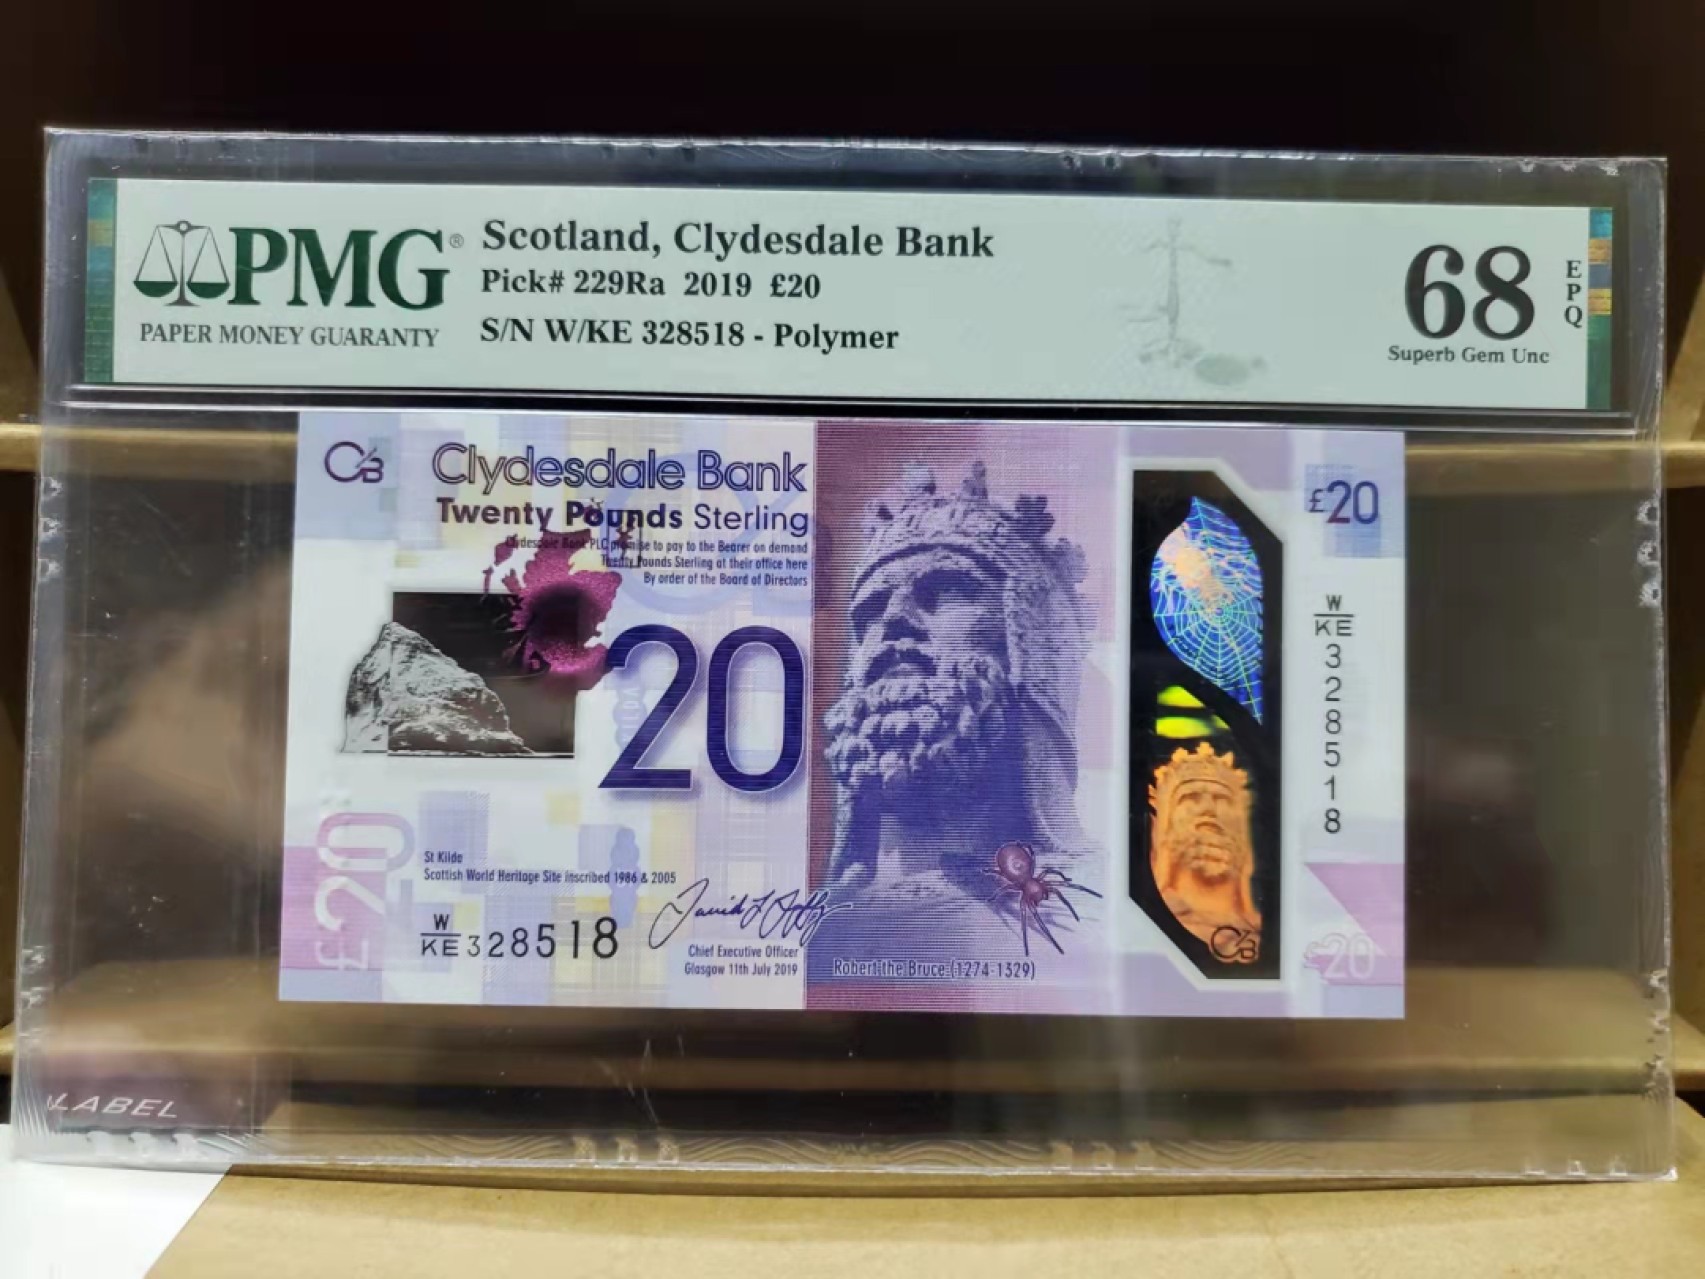 PMG®
PAPER MONEY GUARANTY
Scotland, Clydesdale Bank
Pick# 229Ra 2019 £20
S/N W/KE 328518 - Polymer
68
EPQ
Superb Gem Unc
CB
Clydesdale Bank
Twenty Pounds Sterling
Clydesdale Bank PLC promise to pay to the Bearer on demand
Twenty Pounds Sterling at their office here
By order of the Board of Directors
20
£20
St Kilda
Scottish World Heritage Site inscribed 1986 & 2005
W/KE 328518
Chief Executive Officer
Glasgow 11th July 2019
Robert the Bruce (1274-1329)
CB
£20
W/KE 328518
£20
LABEL